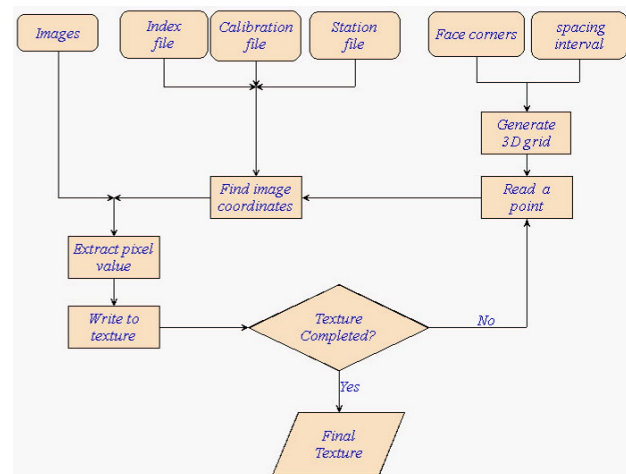 Images
Index
file
Calibration
file
Station
file
Face corners
spacing
interval
Generate
3D grid
Find image
coordinates
Read a
point
Extract pixel
value
Write to
texture
Texture
Completed?
No
Yes
Final
Texture